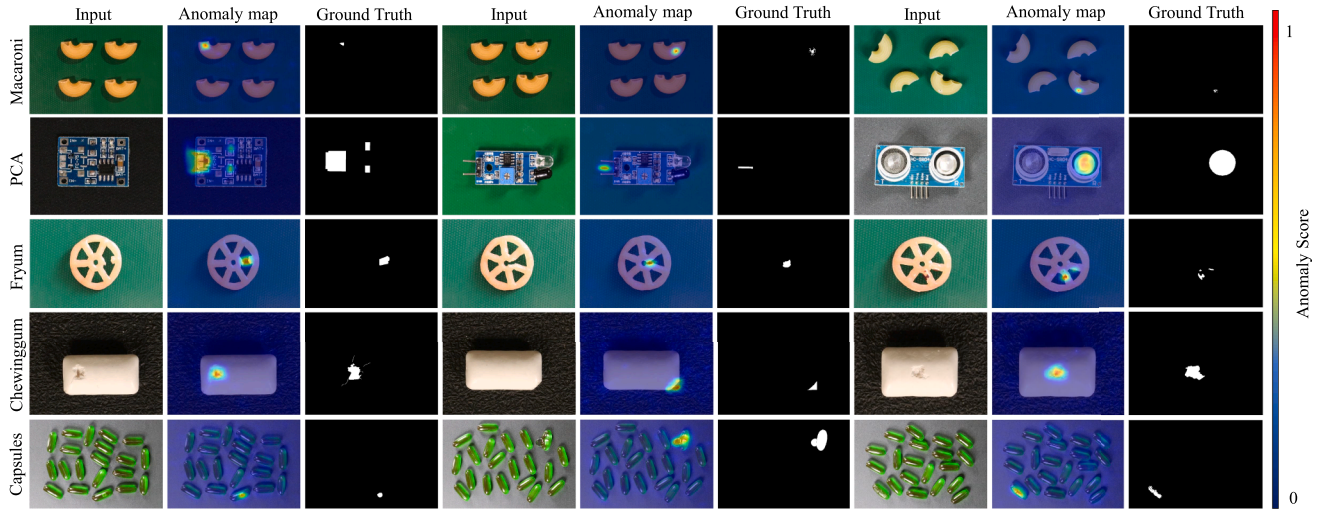 Input Anomaly map Ground Truth Input Anomaly map Ground Truth Input Anomaly map Ground Truth
Macaroni
PCA
Fryum
Chewinggum
Capsules
1
Anomaly Score
0